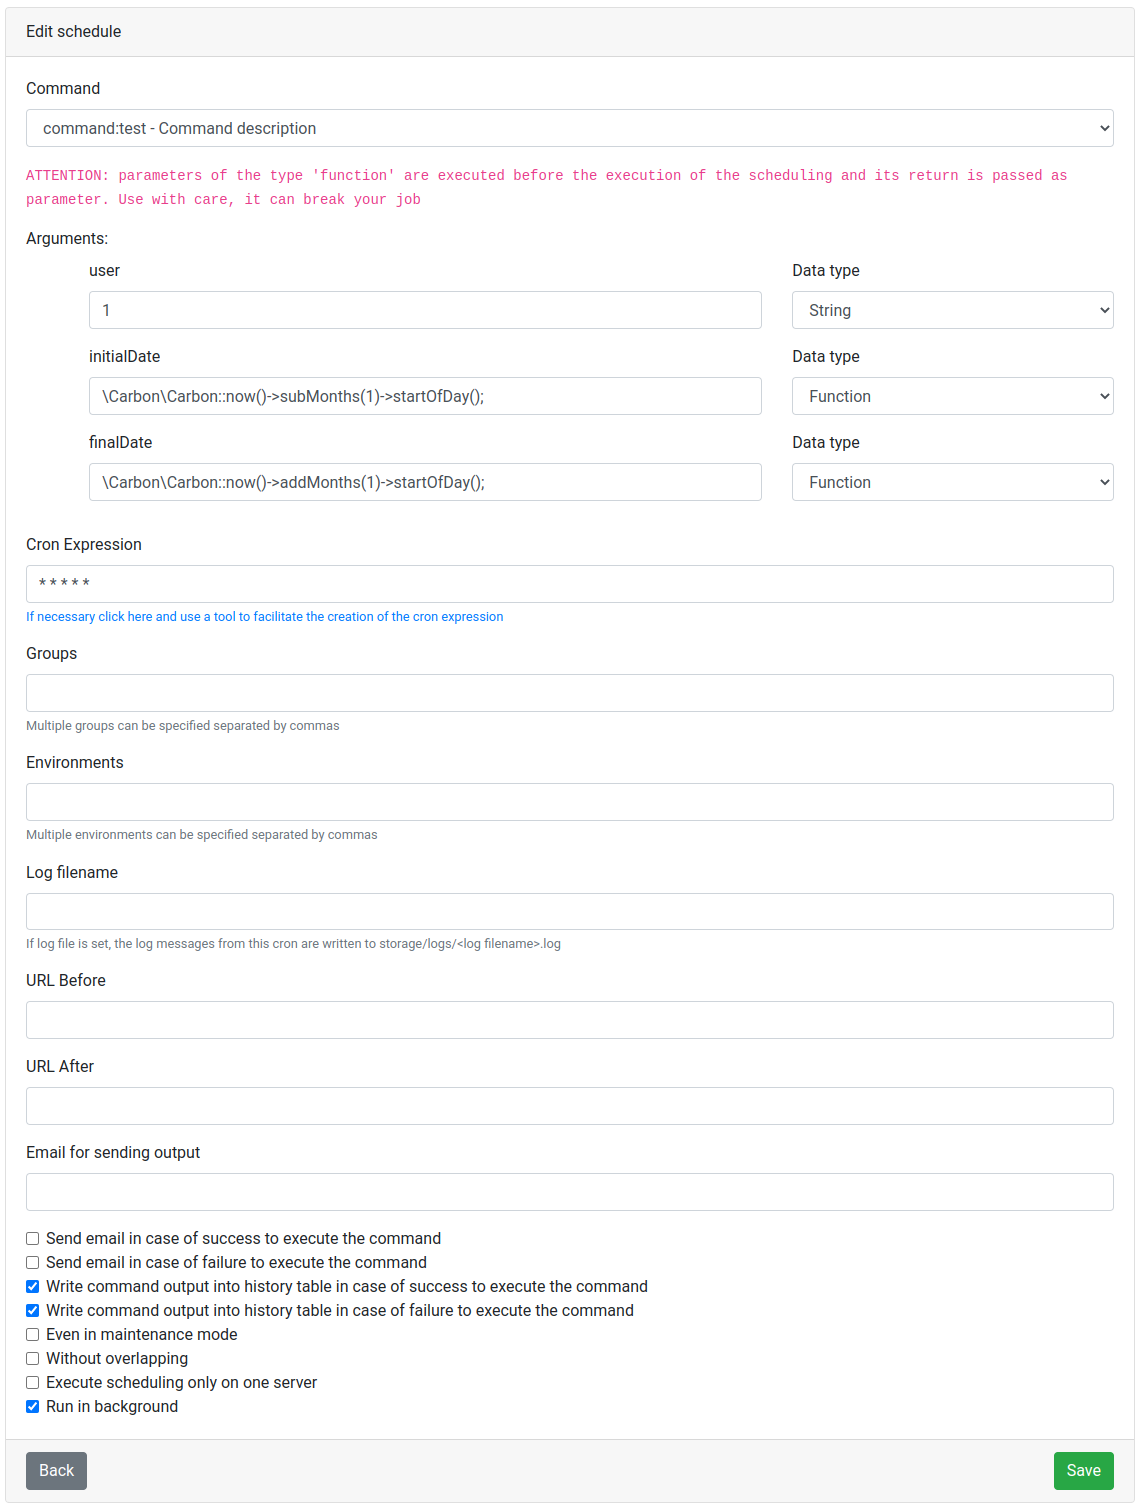 Edit schedule
Command
command:test - Command description
ATTENTION: parameters of the type 'function' are executed before the execution of the scheduling and its return is passed as
parameter. Use with care, it can break your job
Arguments:
user
Data type
1
String
initialDate
Data type
\Carbon\Carbon::now()->subMonths(1)->startOfDay();
Function
finalDate
Data type
\Carbon\Carbon::now()->addMonths(1)->startOfDay();
Function
Cron Expression
* * * * *
If necessary click here and use a tool to facilitate the creation of the cron expression
Groups
Multiple groups can be specified separated by commas
Environments
Multiple environments can be specified separated by commas
Log filename
If log file is set, the log messages from this cron are written to storage/logs/<log filename>.log
URL Before
URL After
Email for sending output
Send email in case of success to execute the command
Send email in case of failure to execute the command
Write command output into history table in case of success to execute the command
Write command output into history table in case of failure to execute the command
Even in maintenance mode
Without overlapping
Execute scheduling only on one server
Run in background
Back
Save